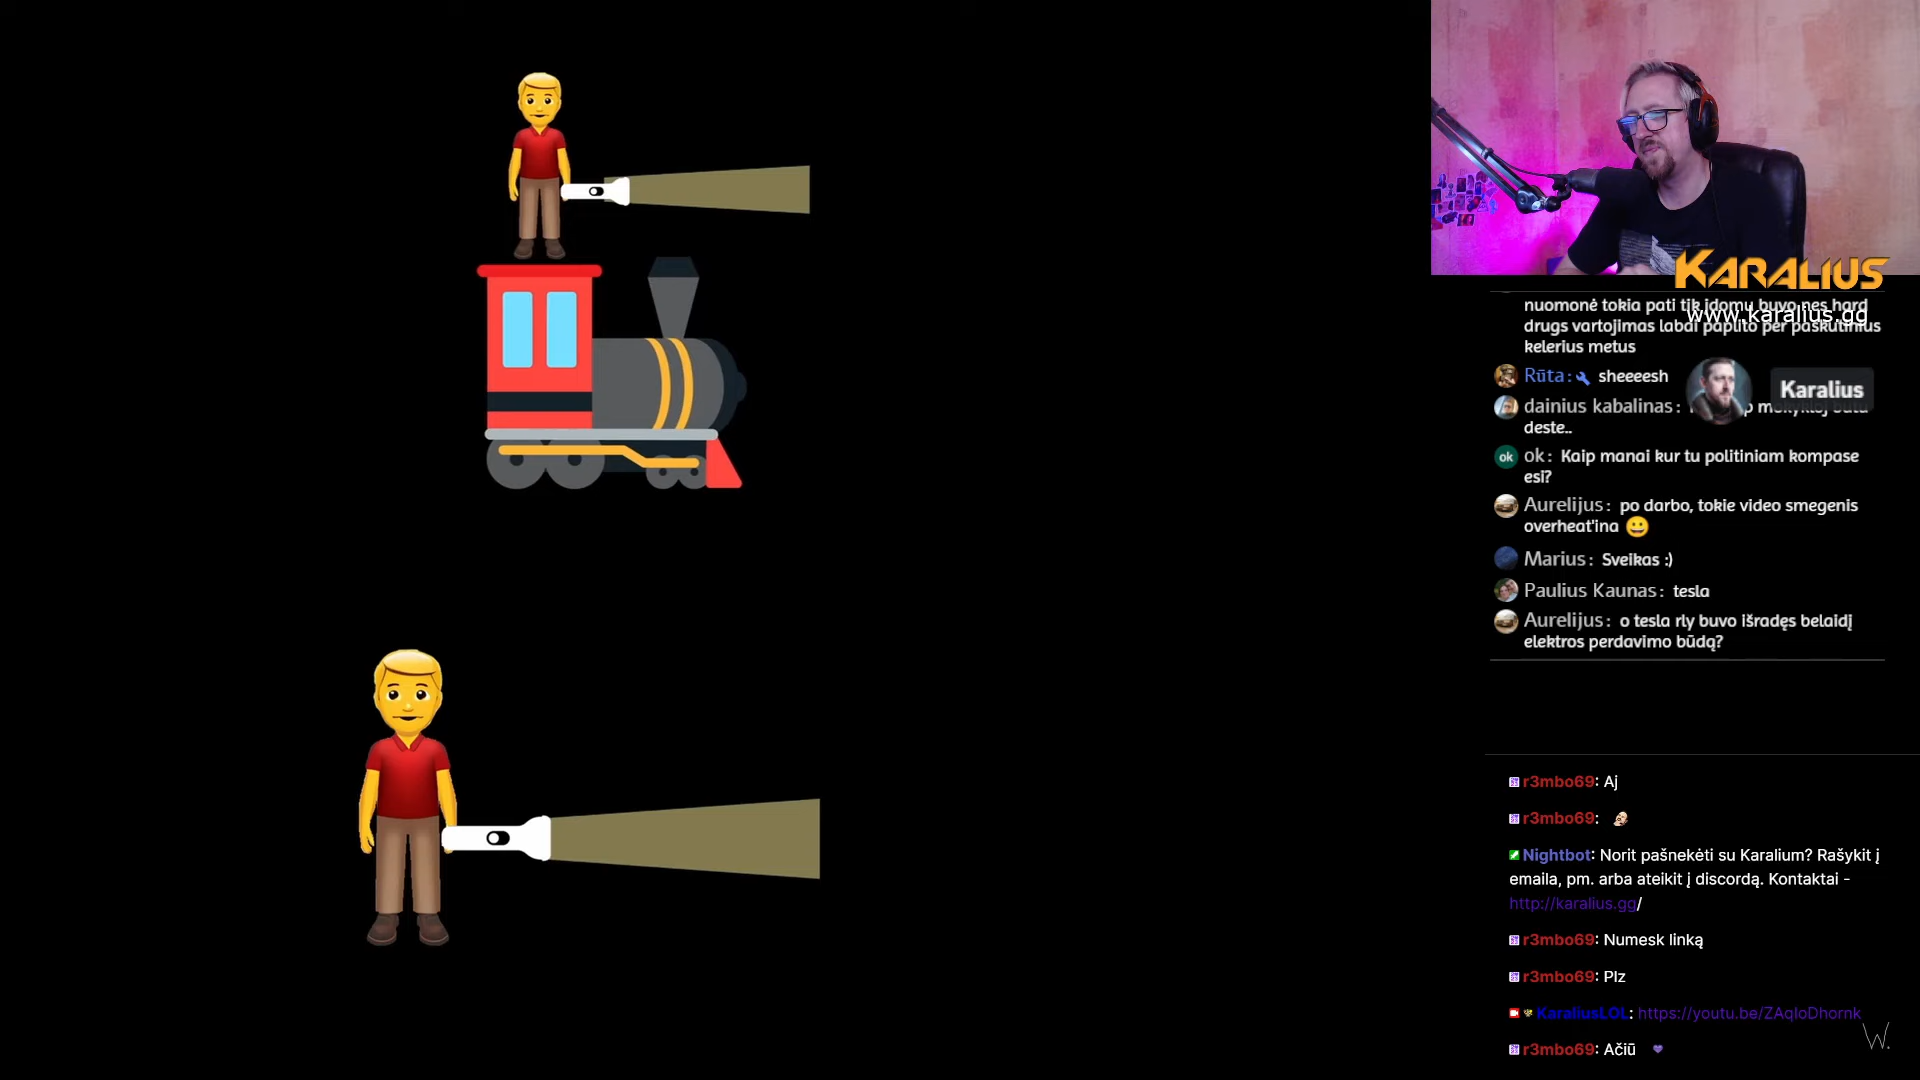 KARALIUS
www.karalius.gg
nuomonė tokia pati tik įdomu buvo nes hard
drugs vartojimas labai paplito per paskutinius
kelerius metus
Rūta: sheeeesh
Karalius
dainius kabalinas:
deste..
ok ok: Kaip manai kur tu politiniam kompase
esi?
Aurelijus: po darbo, tokie video smegenis
overheat'ina 😀
Marius: Sveikas :)
Paulius Kaunas: tesla
Aurelijus: o tesla rly buvo išradęs belaidį
elektros perdavimo būdą?
r3mbo69: Aj
r3mbo69:
Nightbot: Norit pašnekėti su Karalium? Rašykit į
emaila, pm. arba ateikit į discordą. Kontaktai -
http://karalius.gg/
r3mbo69: Numesk linką
r3mbo69: Plz
KaraliusLOL: https://youtu.be/ZAqIoDhornk
W.
r3mbo69: Ačiū 💜